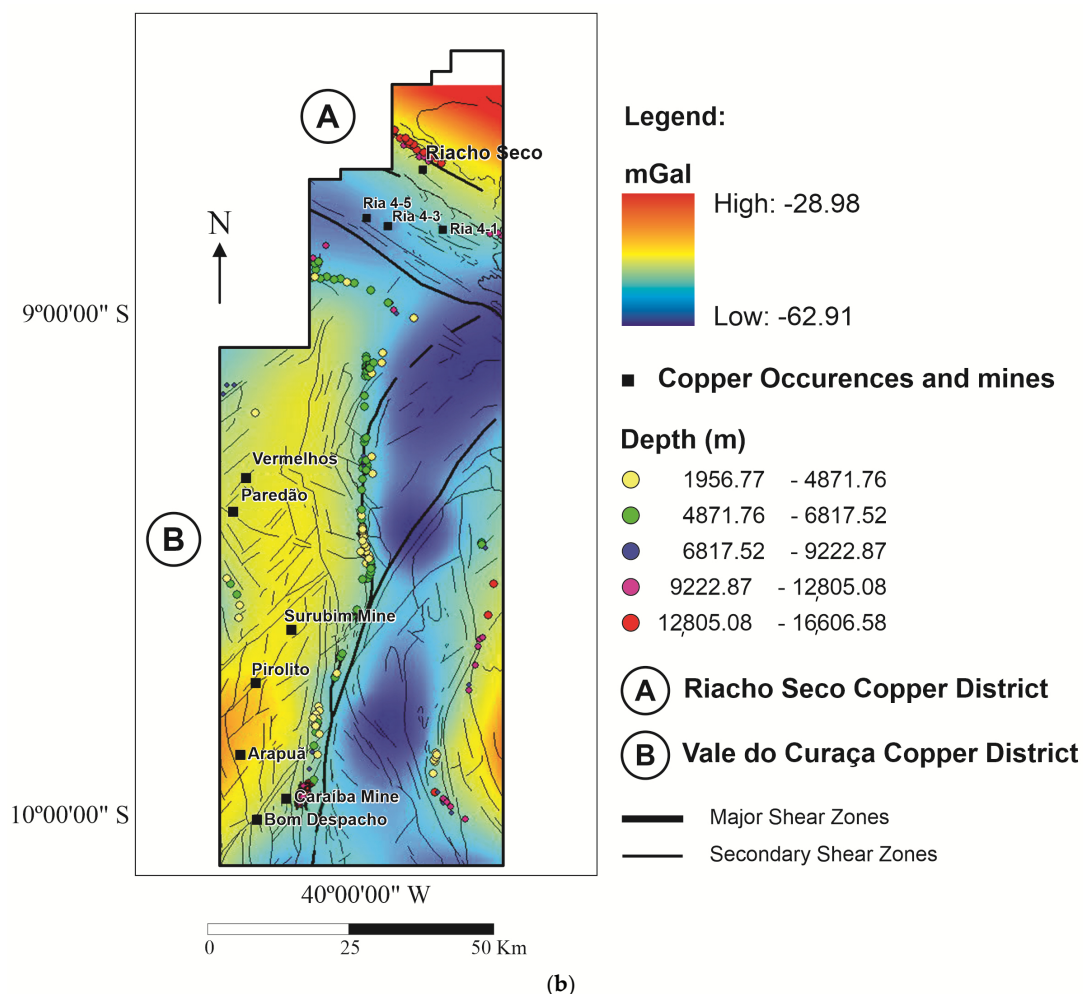 A
Riacho Seco
Ria 4-5
Ria 4-3
Ria 4-1
N
9º00'00" S
Vermelhos
Paredão
B
Surubim Mine
Pirolito
Arapuã
Caraiba Mine
Bom Despacho
10º00'00" S
40º00'00" W
0 25 50 Km
Legend:
mGal
High: -28.98
Low: -62.91
Copper Occurences and mines
Depth (m)
1956.77 - 4871.76
4871.76 - 6817.52
6817.52 - 9222.87
9222.87 - 12805.08
12805.08 - 16606.58
A Riacho Seco Copper District
B Vale do Curaça Copper District
Major Shear Zones
Secondary Shear Zones
(b)